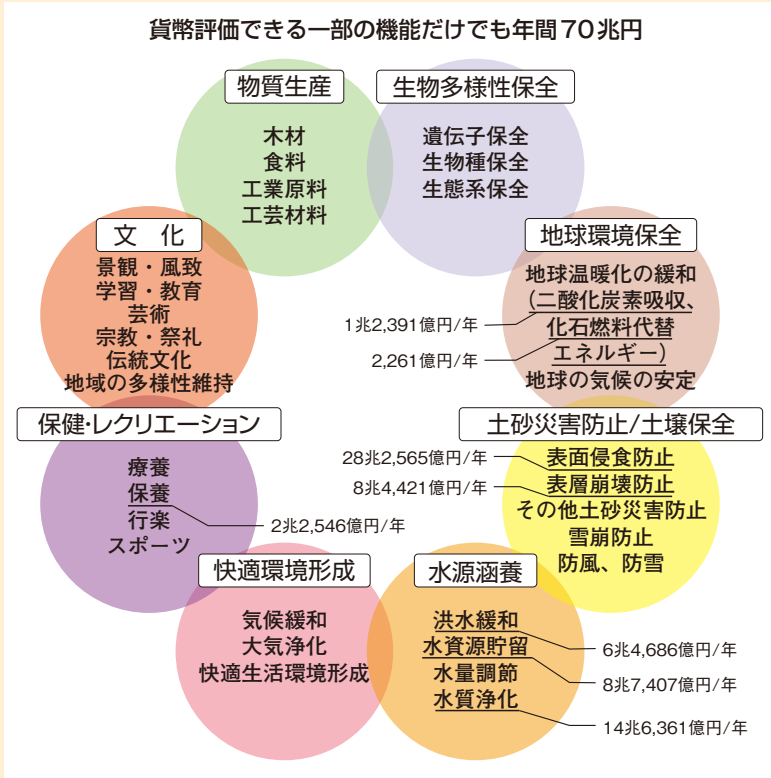 貨幣評価できる一部の機能だけでも年間70兆円
物質生産
木材
食料
工業原料
工芸材料
生物多様性保全
遺伝子保全
生物種保全
生態系保全
文　化
景観・風致
学習・教育
芸術
宗教・祭礼
伝統文化
地域の多様性維持
地球環境保全
地球温暖化の緩和
(二酸化炭素吸収、
化石燃料代替
エネルギー)
地球の気候の安定
1兆2,391億円/年
2,261億円/年
保健・レクリエーション
療養
保養
行楽
スポーツ
2兆2,546億円/年
土砂災害防止/土壌保全
表面侵食防止
表層崩壊防止
その他土砂災害防止
雪崩防止
防風、防雪
28兆2,565億円/年
8兆4,421億円/年
快適環境形成
気候緩和
大気浄化
快適生活環境形成
水源涵養
洪水緩和
水資源貯留
水量調節
水質浄化
6兆4,686億円/年
8兆7,407億円/年
14兆6,361億円/年